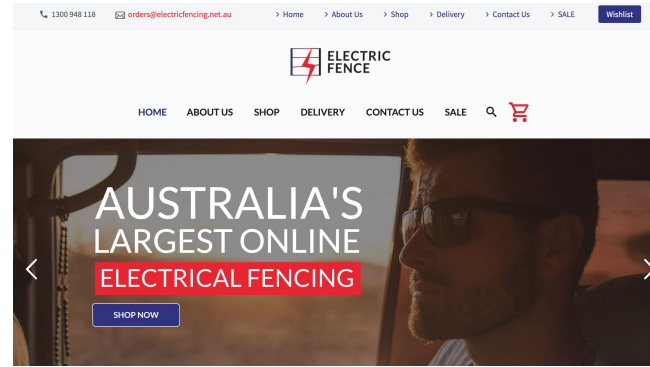 1300 948 118 orders@electricfencing.net.au > Home > About Us > Shop > Delivery > Contact Us > SALE Wishlist
ELECTRIC
FENCE
HOME ABOUT US SHOP DELIVERY CONTACT US SALE
AUSTRALIA'S
LARGEST ONLINE
ELECTRICAL FENCING
SHOP NOW